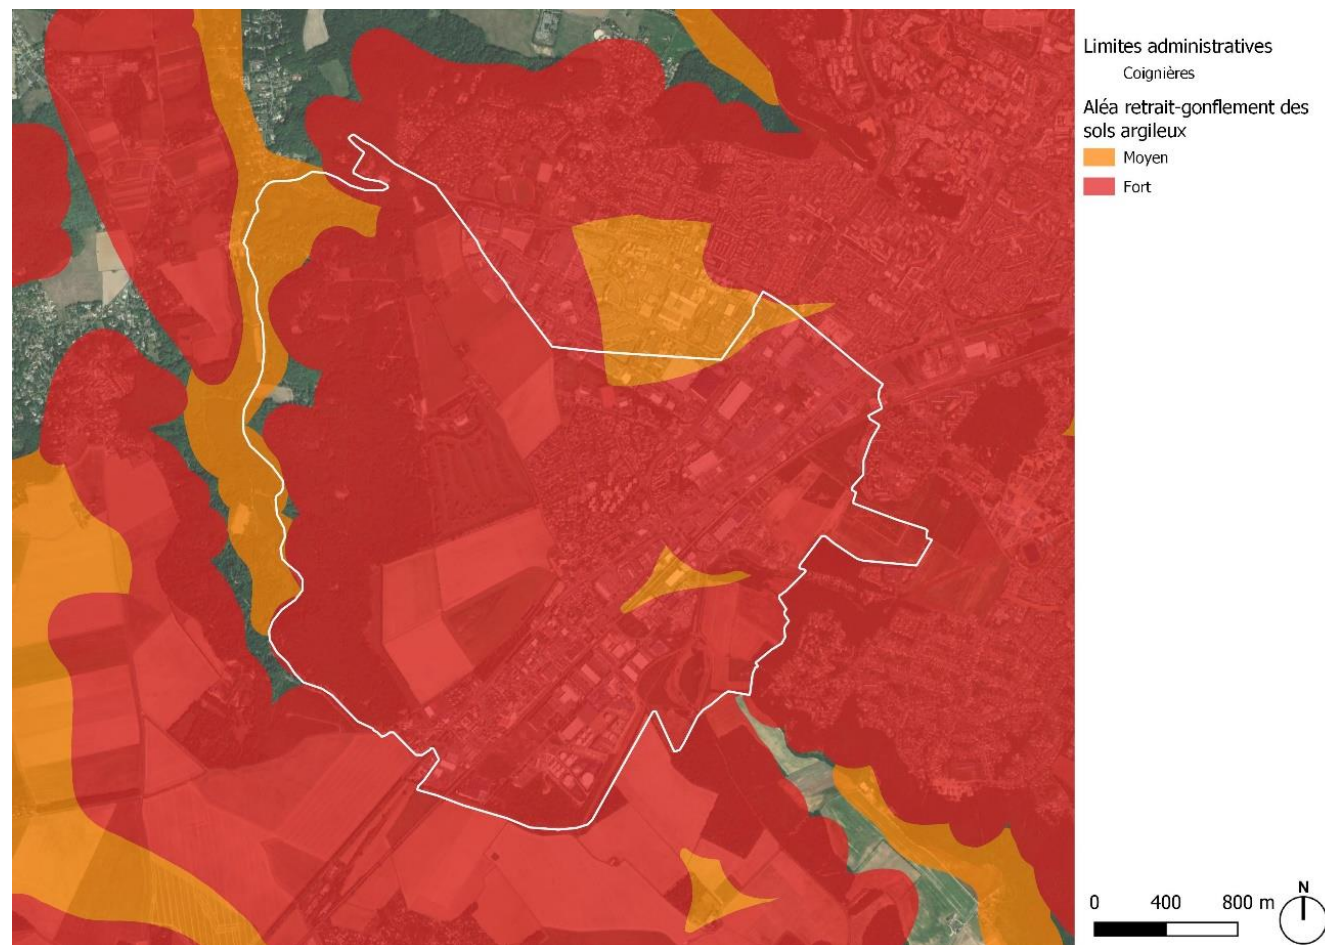 Limites administratives
Coignières
Aléa retrait-gonflement des
sols argileux
Moyen
Fort
0 400 800 m
N